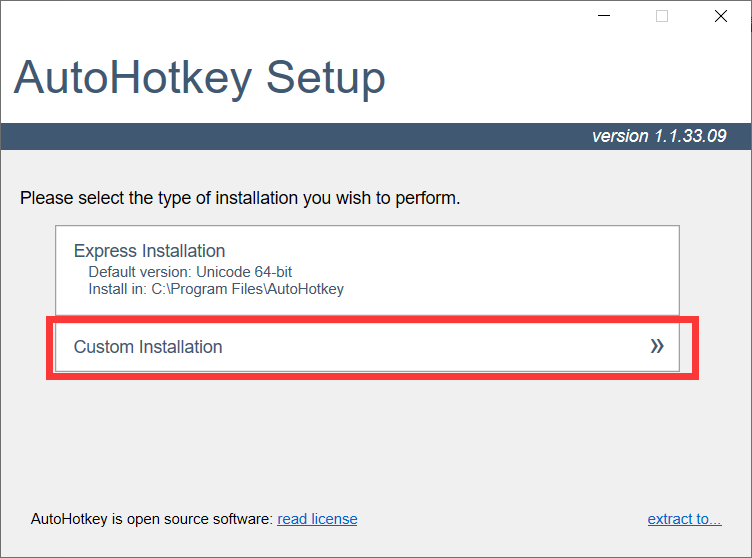 AutoHotkey Setup
version 1.1.33.09
Please select the type of installation you wish to perform.
Express Installation
Default version: Unicode 64-bit
Install in: C:\Program Files\AutoHotkey
Custom Installation »
AutoHotkey is open source software: read license
extract to...